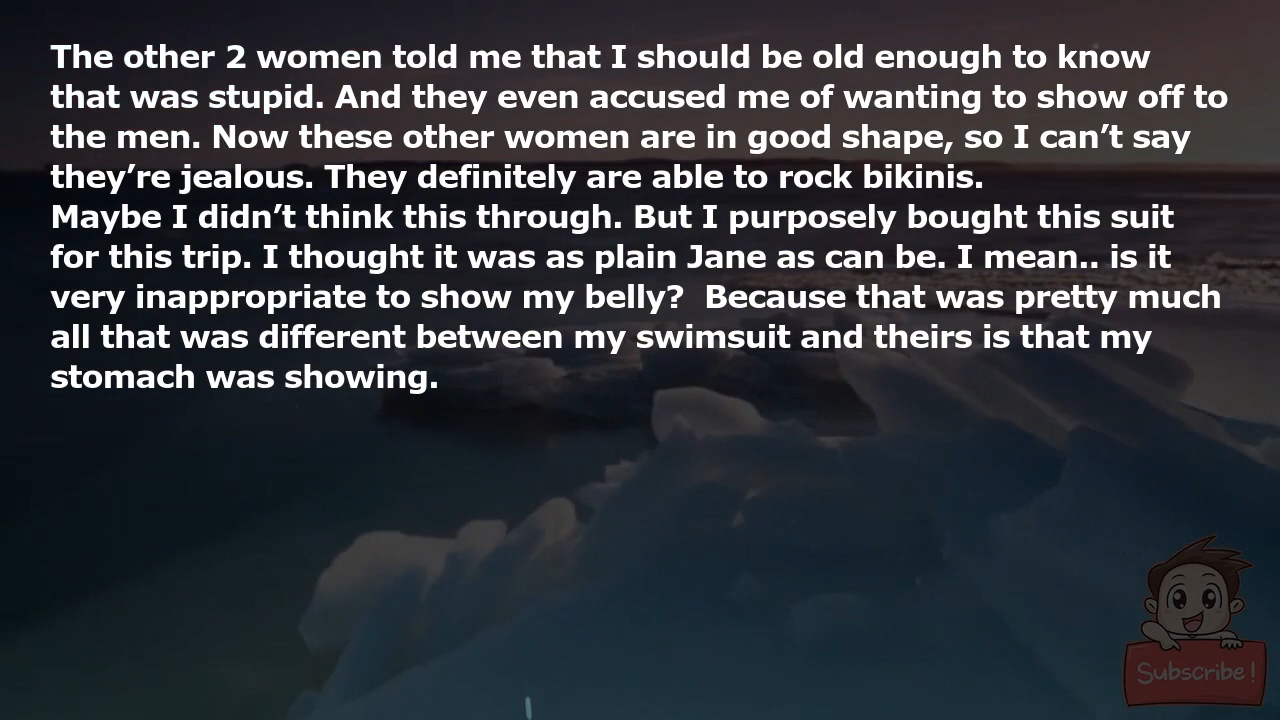 The other 2 women told me that I should be old enough to know
that was stupid. And they even accused me of wanting to show off to
the men. Now these other women are in good shape, so I can’t say
they’re jealous. They definitely are able to rock bikinis.
Maybe I didn’t think this through. But I purposely bought this suit
for this trip. I thought it was as plain Jane as can be. I mean.. is it
very inappropriate to show my belly?  Because that was pretty much
all that was different between my swimsuit and theirs is that my
stomach was showing.
Subscribe!